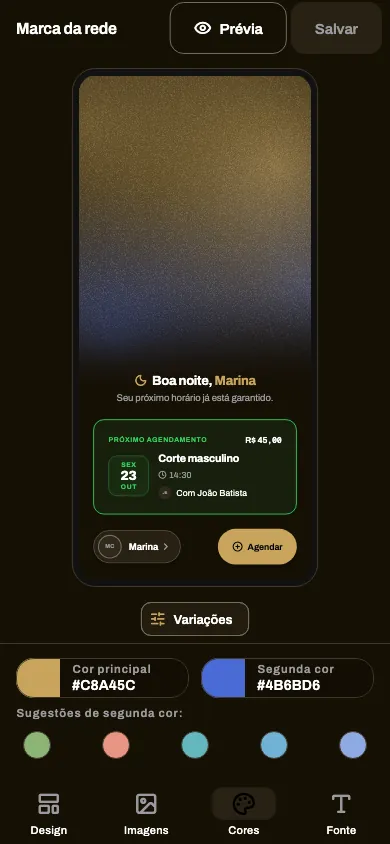 Marca da rede
Prévia
Salvar
Boa noite, Marina
Seu próximo horário já está garantido.
PRÓXIMO AGENDAMENTO
R$ 45,00
SEX
23
OUT
Corte masculino
14:30
Com João Batista
MC
Marina
Agendar
Variações
Cor principal
#C8A45C
Segunda cor
#4B6BD6
Sugestões de segunda cor:
Design
Imagens
Cores
Fonte